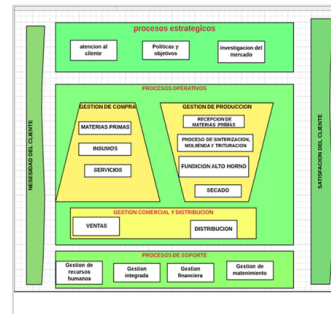 procesos estrategicos
atencion al
cliente
Politicas y
objetivos
investigacion del
mercado
NESESIDAD DEL CLIENTE
PROCESOS OPERATIVOS
GESTION DE COMPRA
MATERIAS PRIMAS
INSUMOS
SERVICIOS
GESTION DE PRODUCCION
RECEPCION DE
MATERIAS PRIMAS
PROCESO DE SINTERIZACION,
MOLIENDA Y TRITURACION
FUNDICION ALTO HORNO
SECADO
GESTION COMERCIAL Y DISTRIBUCION
VENTAS
DISTRIBUCION
PROCESOS DE SOPORTE
Gestion de
recursos
humanos
Gestion
integrada
Gestion
financiera
Gestion de
matenimiento
SATISFACION DEL CLIENTE